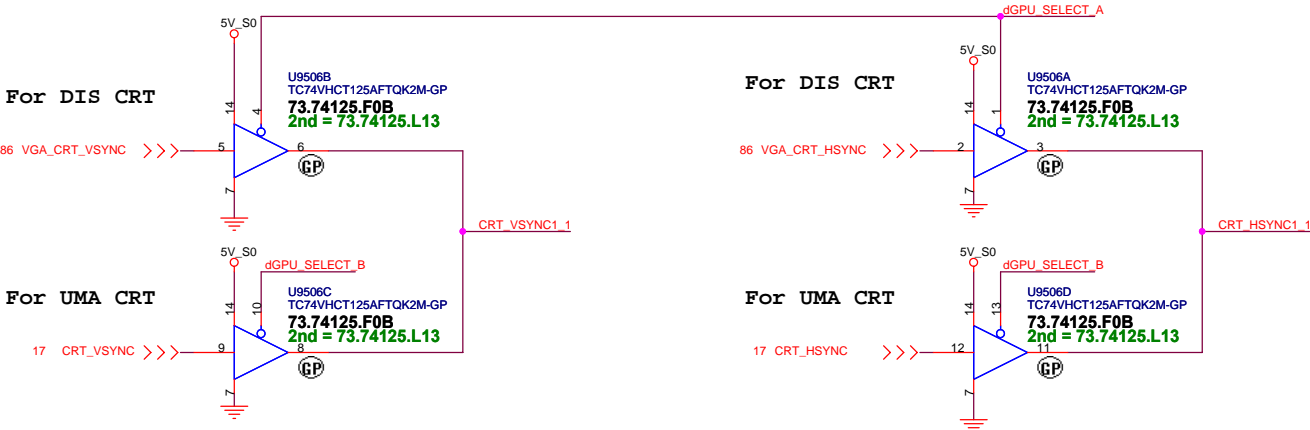 dGPU_SELECT_A
5V_S0
U9506B
TC74VHCT125AFTQK2M-GP
73.74125.F0B
2nd = 73.74125.L13
For DIS CRT
14
4
86 VGA_CRT_VSYNC
5
6
GP
7
5V_S0
U9506A
TC74VHCT125AFTQK2M-GP
73.74125.F0B
2nd = 73.74125.L13
For DIS CRT
14
1
86 VGA_CRT_HSYNC
2
3
GP
7
CRT_VSYNC1_1
CRT_HSYNC1_1
5V_S0
dGPU_SELECT_B
U9506C
TC74VHCT125AFTQK2M-GP
73.74125.F0B
2nd = 73.74125.L13
For UMA CRT
14
10
17 CRT_VSYNC
9
8
GP
7
5V_S0
dGPU_SELECT_B
U9506D
TC74VHCT125AFTQK2M-GP
73.74125.F0B
2nd = 73.74125.L13
For UMA CRT
14
13
17 CRT_HSYNC
12
11
GP
7